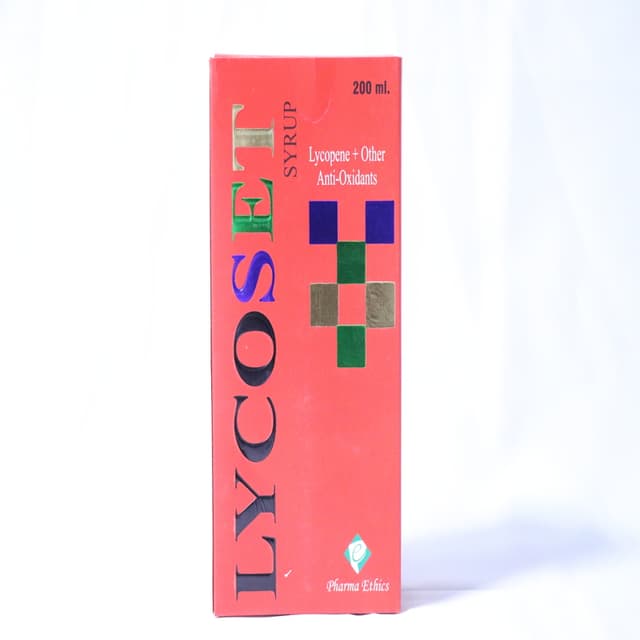 200 ml.
LYCOSET
SYRUP
Lycopene + Other
Anti-Oxidants
Pharma Ethics